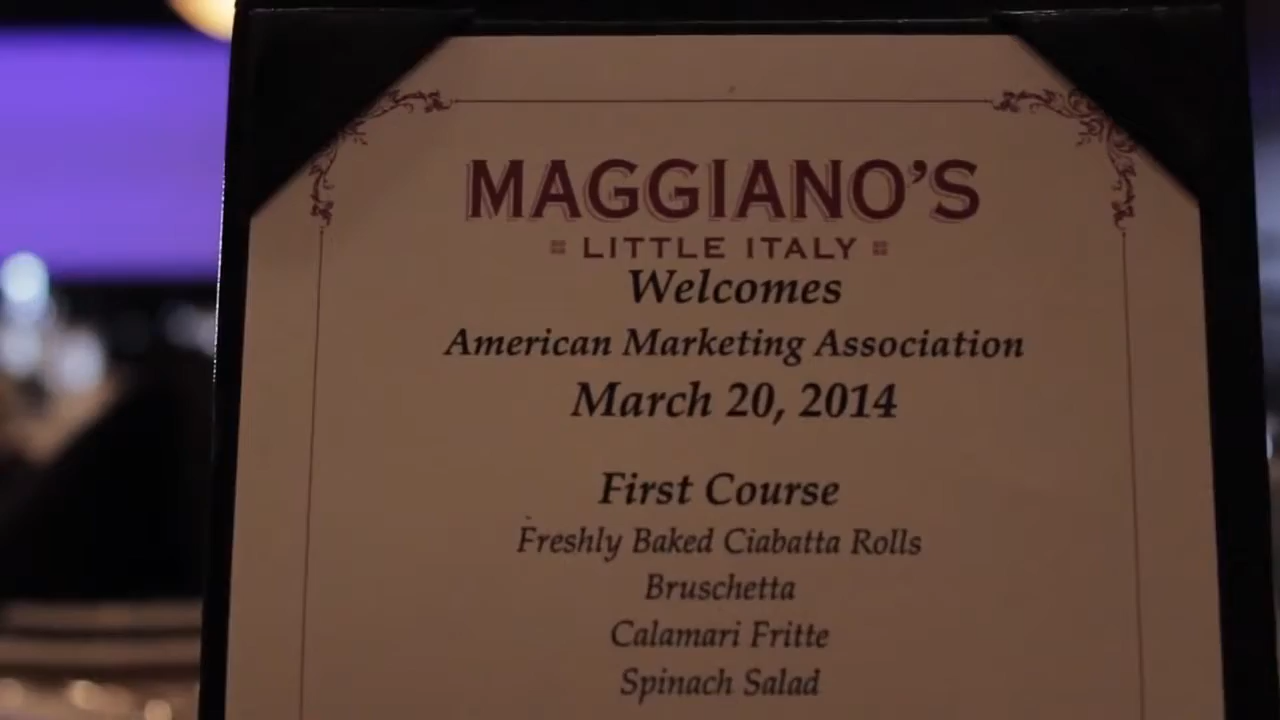 MAGGIANO'S
LITTLE ITALY
Welcomes
American Marketing Association
March 20, 2014
First Course
Freshly Baked Ciabatta Rolls
Bruschetta
Calamari Fritte
Spinach Salad